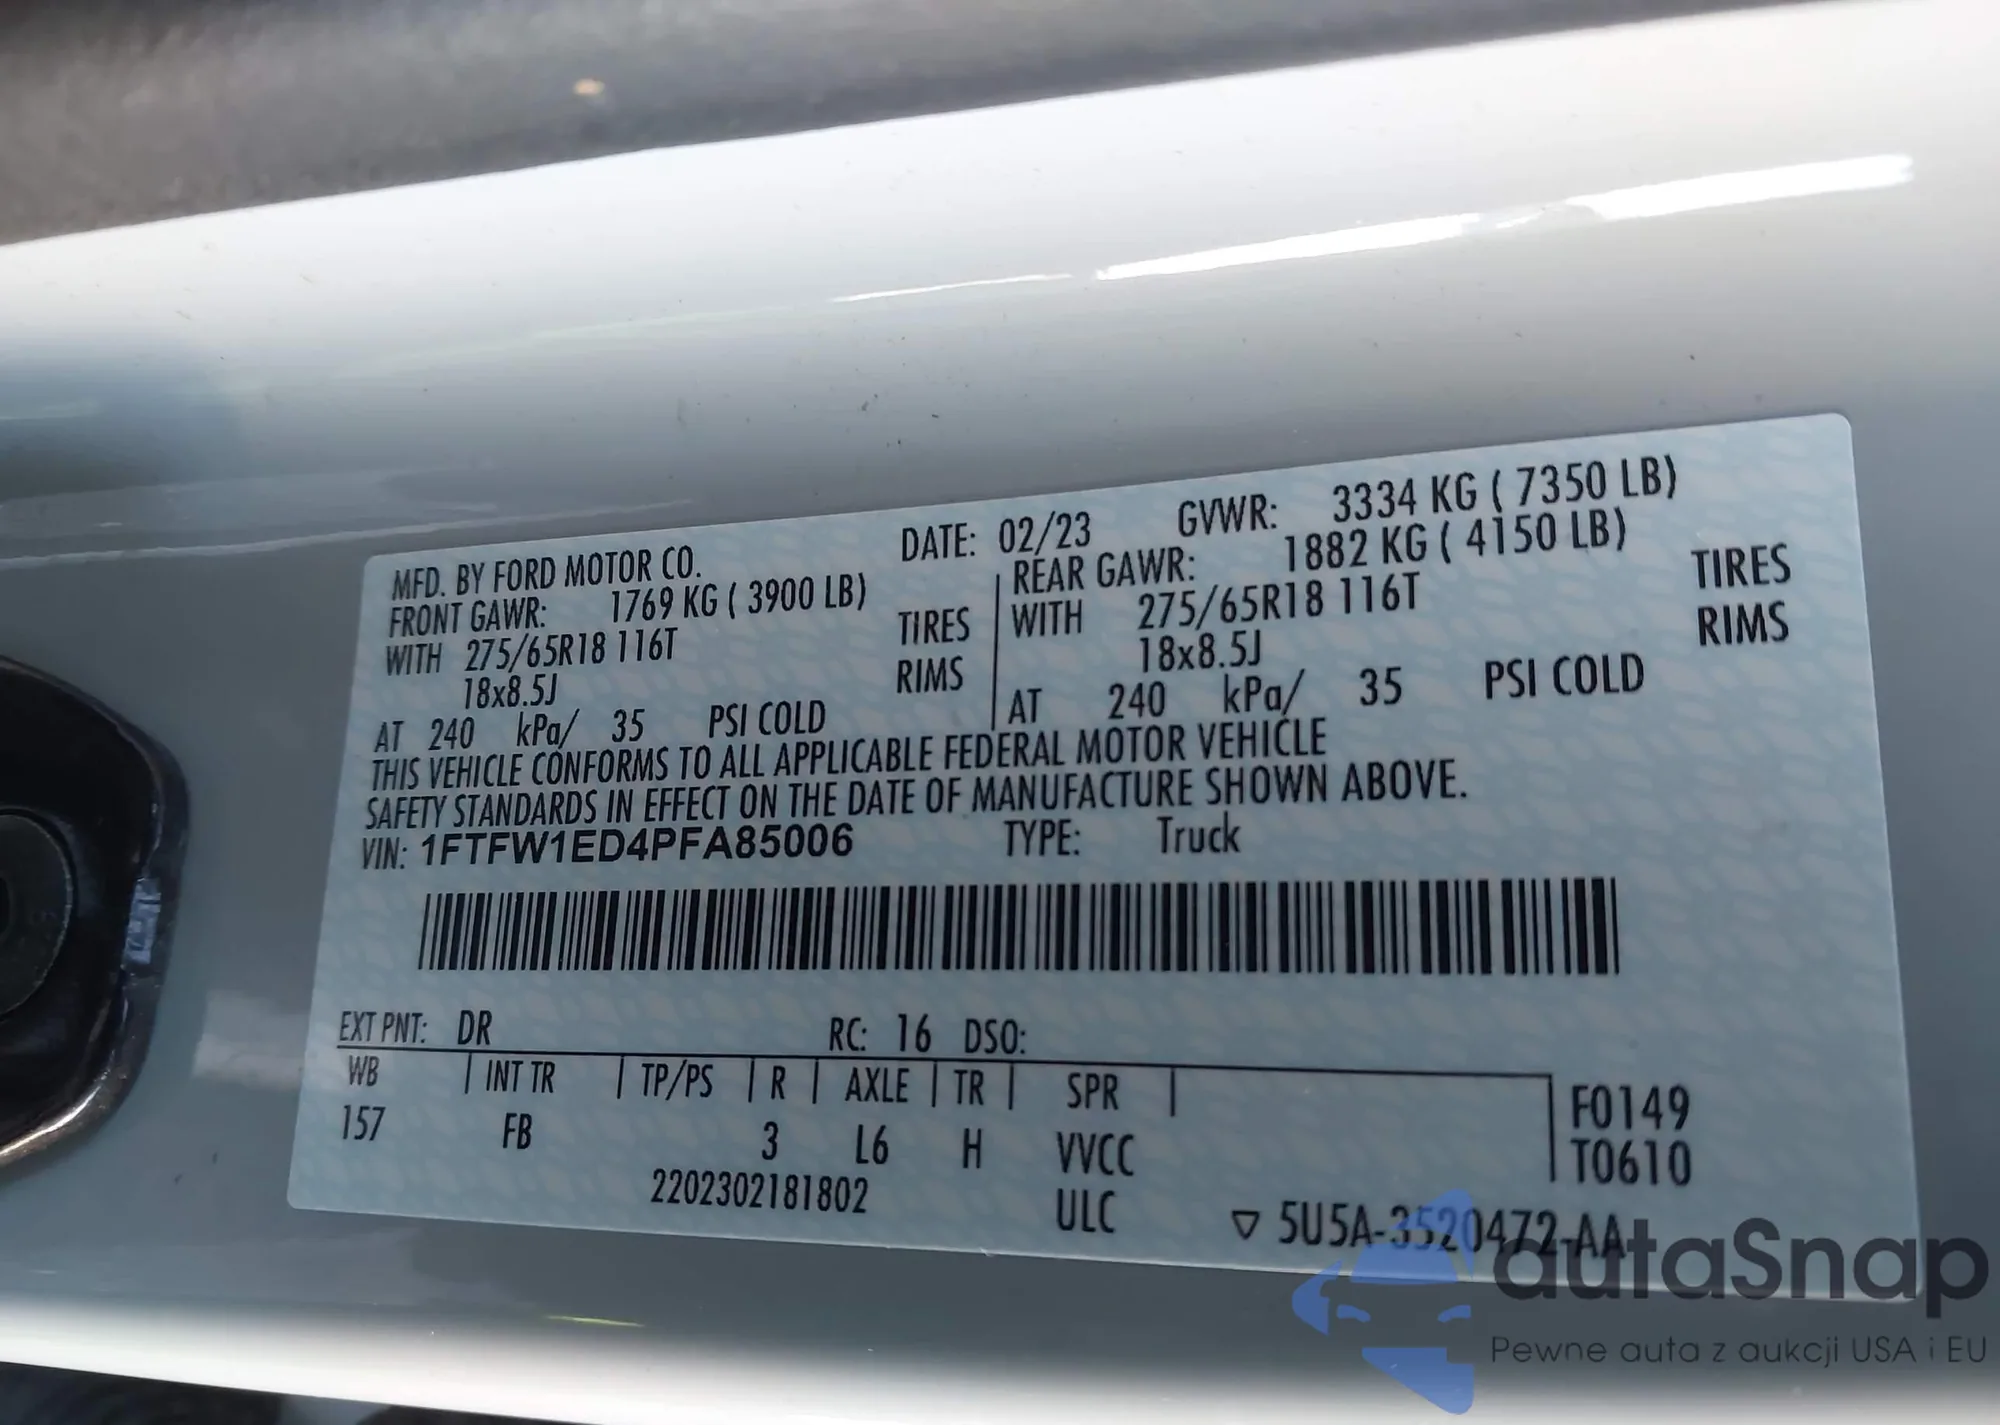 MFD. BY FORD MOTOR CO. DATE: 02/23 GVWR: 3334 KG ( 7350 LB)
FRONT GAWR: 1769 KG ( 3900 LB) REAR GAWR: 1882 KG ( 4150 LB)
WITH 275/65R18 116T TIRES WITH 275/65R18 116T TIRES
18x8.5J RIMS 18x8.5J RIMS
AT 240 kPa/ 35 PSI COLD AT 240 kPa/ 35 PSI COLD
THIS VEHICLE CONFORMS TO ALL APPLICABLE FEDERAL MOTOR VEHICLE
SAFETY STANDARDS IN EFFECT ON THE DATE OF MANUFACTURE SHOWN ABOVE.
VIN: 1FTFW1ED4PFA85006 TYPE: Truck
EXT PNT: DR RC: 16 DSO:
WB INT TR TP/PS R AXLE TR SPR F0149
157 FB 3 L6 H VVCC T0610
2202302181802 ULC 5U5A-3520472-AA
autaSnap
Pewne auta z aukcji USA i EU